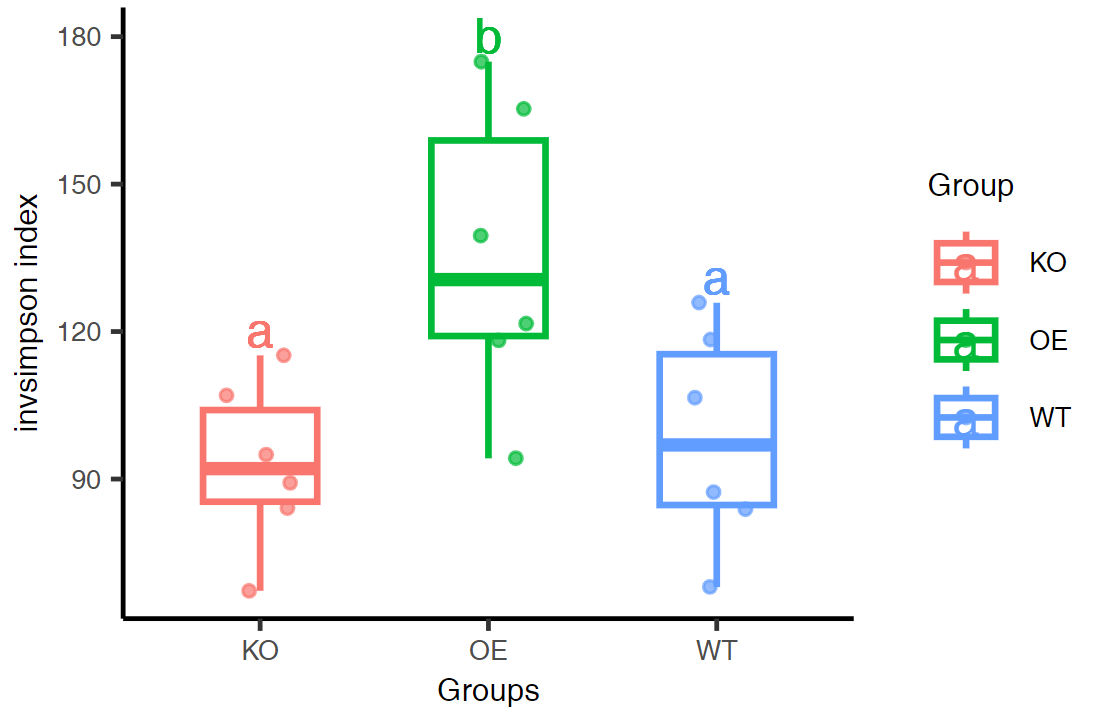 180
150
120
90
invsimpson index
a
b
a
KO
OE
WT
Groups
Group
a KO
a OE
a WT